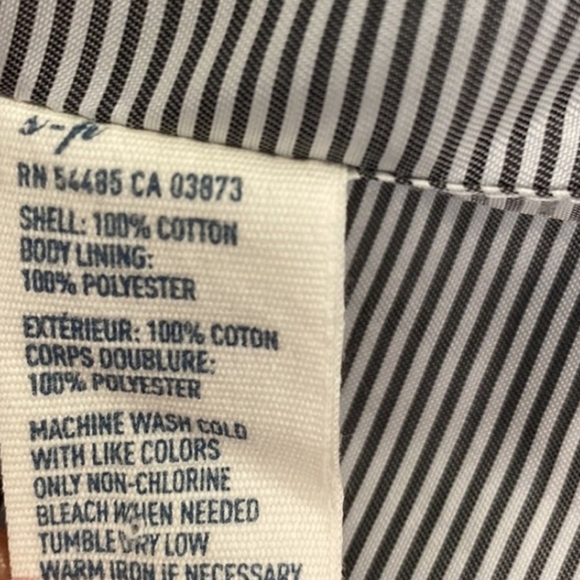 s-p
RN 54485 CA 03873
SHELL: 100% COTTON
BODY LINING:
100% POLYESTER
EXTÉRIEUR: 100% COTON
CORPS DOUBLURE:
100% POLYESTER
MACHINE WASH COLD
WITH LIKE COLORS
ONLY NON-CHLORINE
BLEACH WHEN NEEDED
TUMBLE DRY LOW
WARM IRON IF NECESSARY